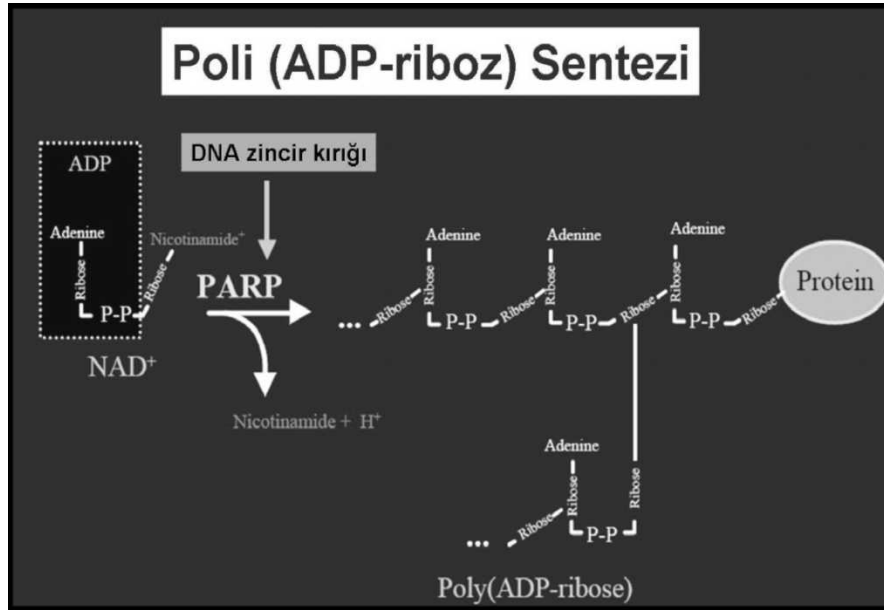 Poli (ADP-riboz) Sentezi
DNA zincir kırığı
ADP
Adenine
Nicotinamide⁺
Ribose
Ribose
P-P
NAD⁺
PARP
Nicotinamide + H⁺
Adenine
Adenine
Adenine
Protein
... Ribose Ribose P-P Ribose Ribose P-P Ribose Ribose P-P Ribose
Adenine
Ribose
... Ribose Ribose P-P
Poly(ADP-ribose)